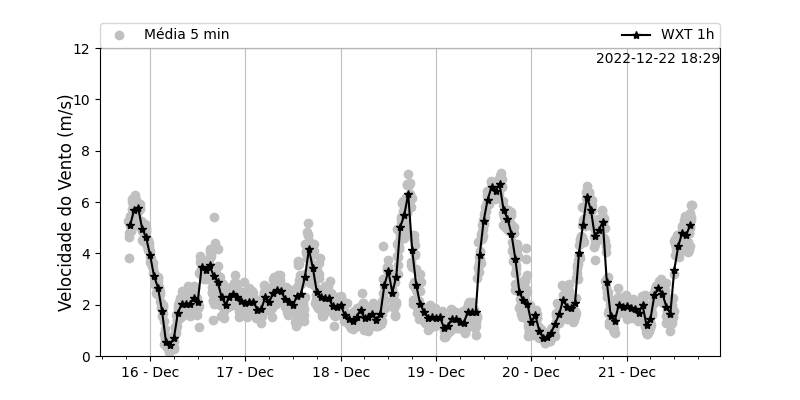 Média 5 min WXT 1h
2022-12-22 18:29
Velocidade do Vento (m/s)
12
10
8
6
4
2
0
16 - Dec 17 - Dec 18 - Dec 19 - Dec 20 - Dec 21 - Dec